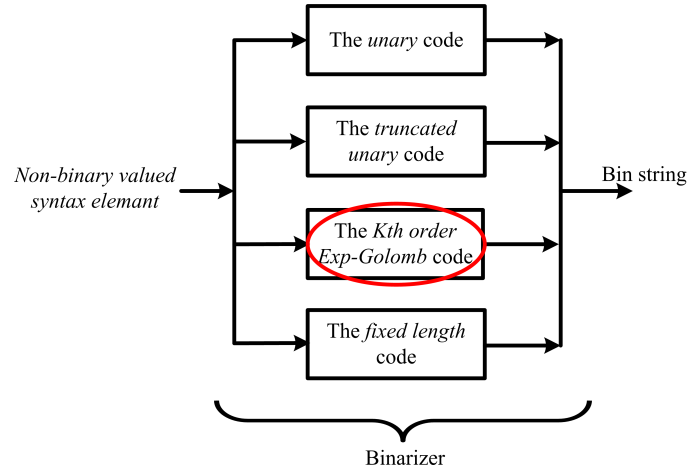 The unary code
The truncated
unary code
Non-binary valued
syntax elemant
Bin string
The Kth order
Exp-Golomb code
The fixed length
code
Binarizer